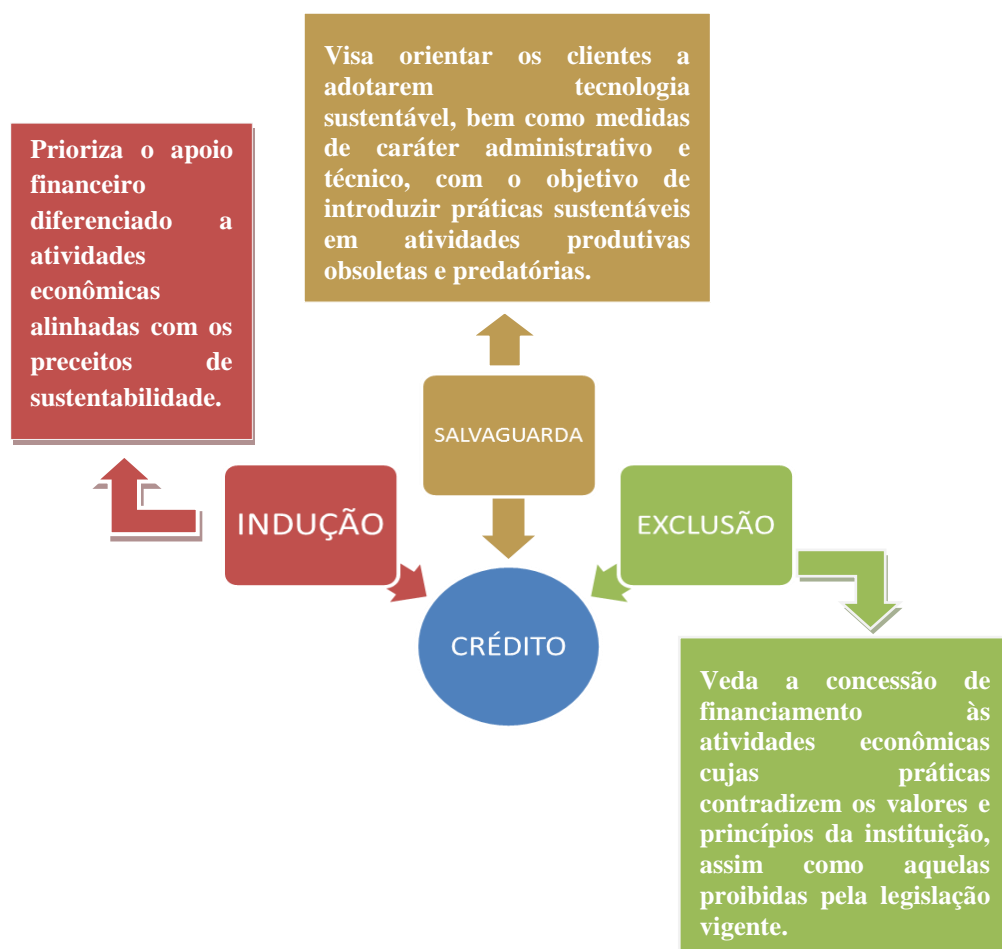 Visa orientar os clientes a
adotarem tecnologia
sustentável, bem como medidas
de caráter administrativo e
técnico, com o objetivo de
introduzir práticas sustentáveis
em atividades produtivas
obsoletas e predatórias.
Prioriza o apoio
financeiro
diferenciado a
atividades
econômicas
alinhadas com os
preceitos de
sustentabilidade.
SALVAGUARDA
INDUÇÃO
EXCLUSÃO
CRÉDITO
Veda a concessão de
financiamento às
atividades econômicas
cujas práticas
contradizem os valores e
princípios da instituição,
assim como aquelas
proibidas pela legislação
vigente.